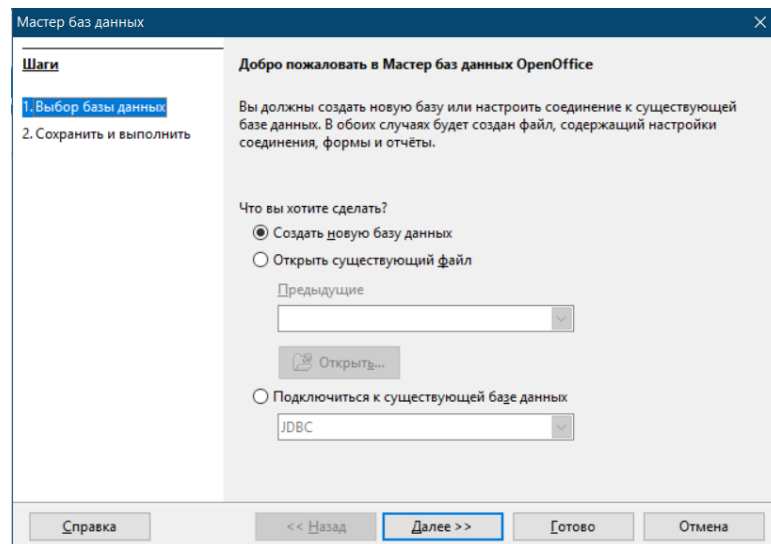 Мастер баз данных
Шаги
1. Выбор базы данных
2. Сохранить и выполнить
Добро пожаловать в Мастер баз данных OpenOffice
Вы должны создать новую базу или настроить соединение к существующей
базе данных. В обоих случаях будет создан файл, содержащий настройки
соединения, формы и отчёты.
Что вы хотите сделать?
Создать новую базу данных
Открыть существующий файл
Предыдущие
Открыть...
Подключиться к существующей базе данных
JDBC
Справка
<< Назад
Далее >>
Готово
Отмена